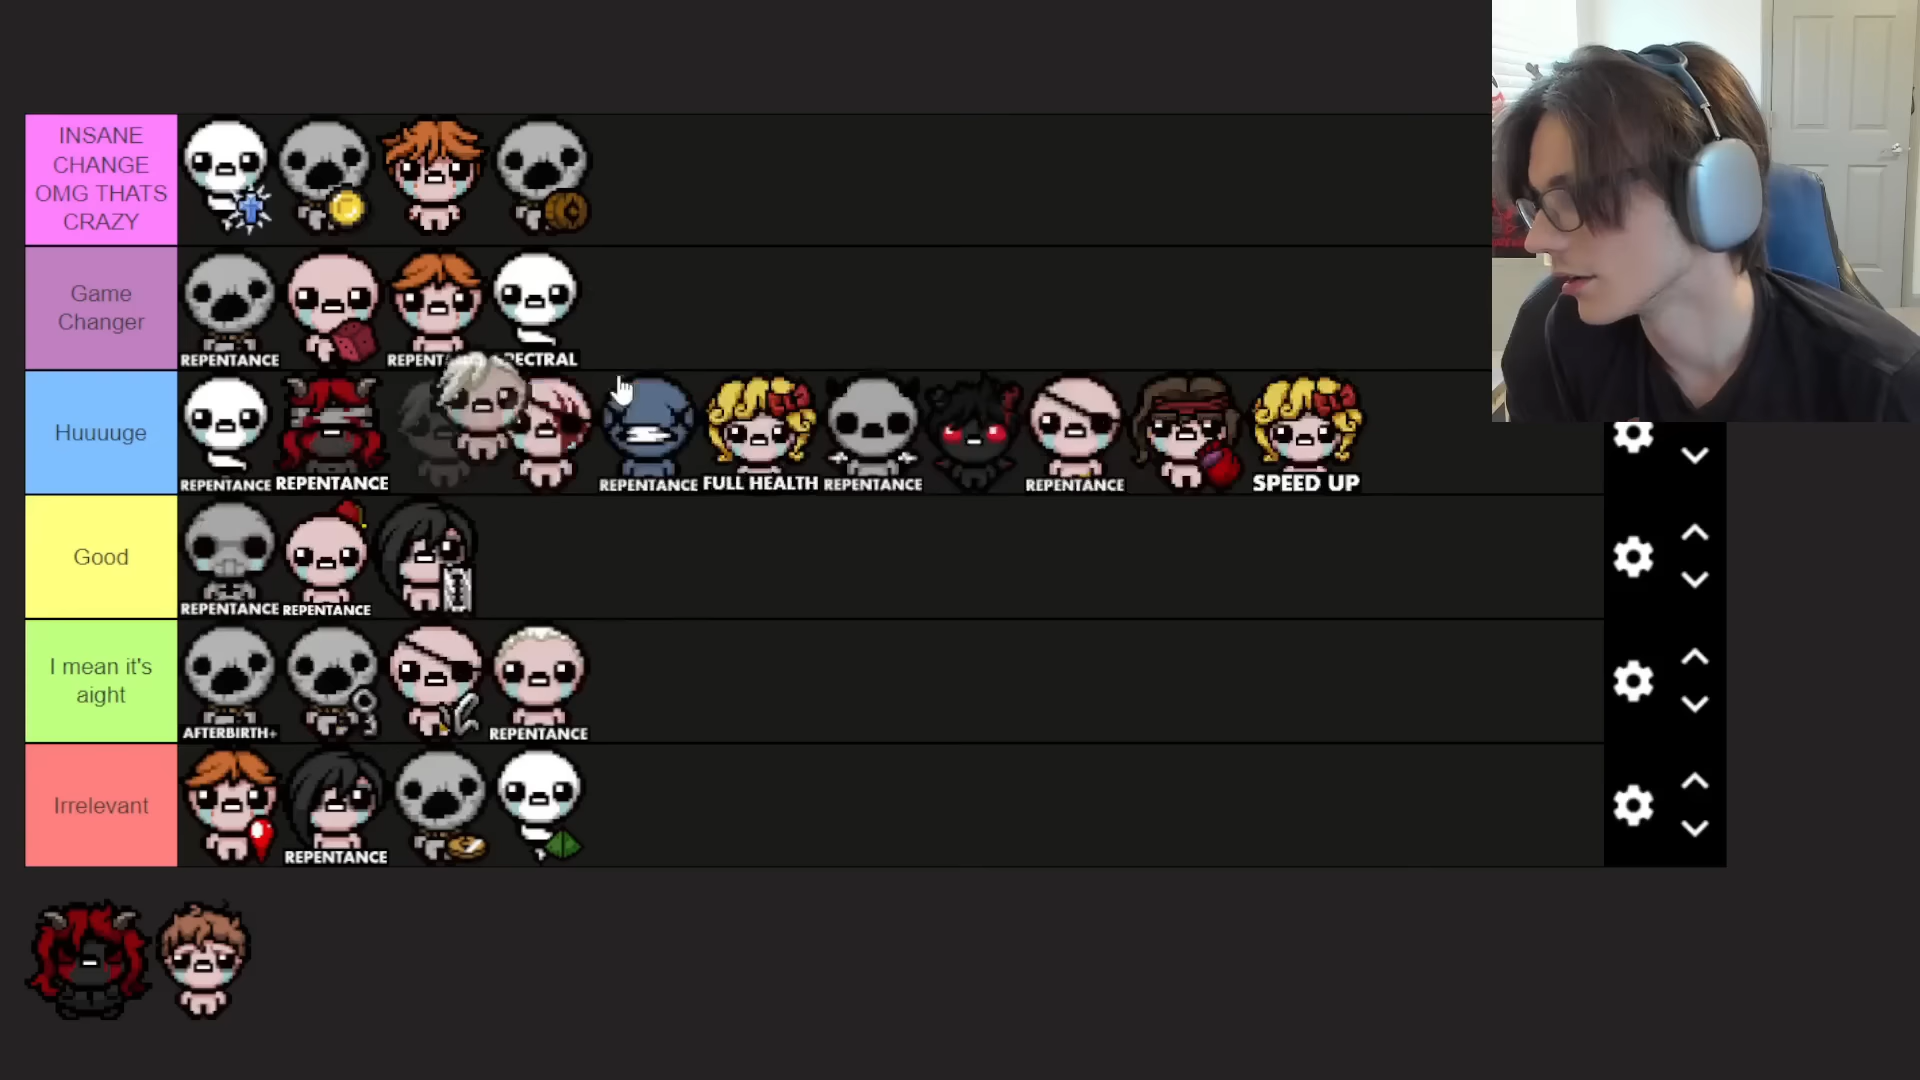 INSANE
CHANGE
OMG THATS
CRAZY
Game
Changer
REPENTANCE
Huuuuge
REPENTANCE REPENTANCE REPENTANCE FULL HEALTH REPENTANCE REPENTANCE SPEED UP
Good
REPENTANCE REPENTANCE
I mean it's
aight
AFTERBIRTH+ REPENTANCE
Irrelevant
REPENTANCE